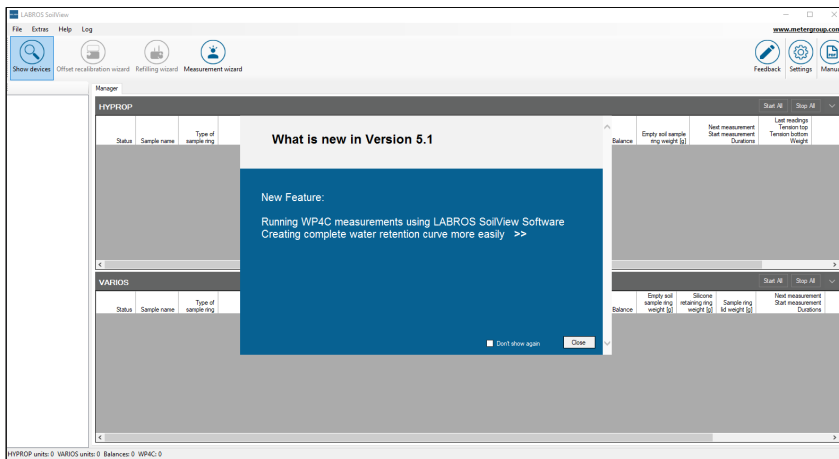 LABROS SoilView
File Extras Help Log
www.metergroup.com
Show devices Offset recalibration wizard Refilling wizard Measurement wizard
Feedback Settings Manua
Manager
HYPROP
Start All Stop All
Status
Sample name
Type of
sample ring
Balance
Empty soil sample
ring weight [g]
Next measurement
Start measurement
Durations
Last readings
Tension top
Tension bottom
Weight
What is new in Version 5.1
New Feature:
Running WP4C measurements using LABROS SoilView Software
Creating complete water retention curve more easily >>
Don't show again
Close
VARIOS
Start All Stop All
Status
Sample name
Type of
sample ring
Balance
Empty soil
sample ring
weight [g]
Silicone
retaining ring
weight [g]
Sample ring
lid weight [g]
Next measurement
Start measurement
Durations
HYPROP units: 0 VARIOS units: 0 Balances: 0 WP4C: 0